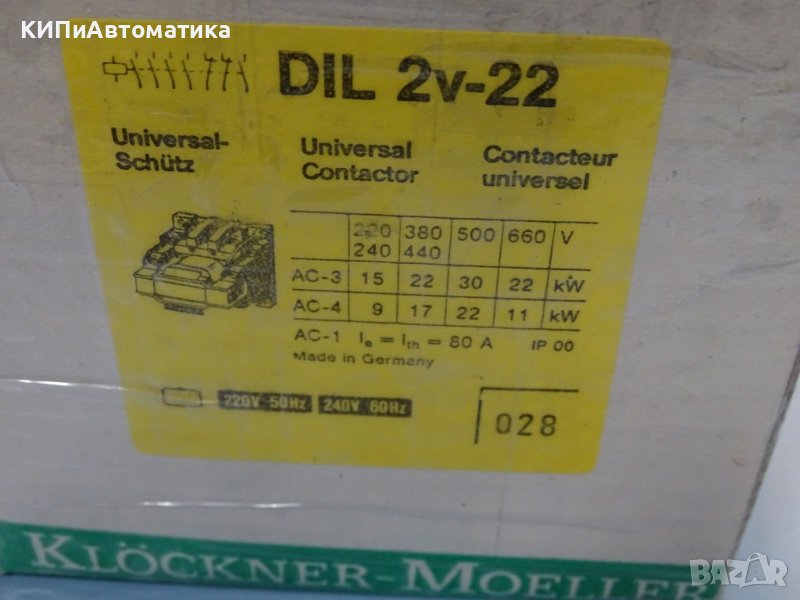 КИПиАвтоматика
DIL 2v-22
Universal-
Schütz
Universal
Contactor
Contacteur
universel
220 380 500 660 V
240 440
AC-3 15 22 30 22 kW
AC-4 9 17 22 11 kW
AC-1 Ie = Ith = 80 A IP 00
Made in Germany
220V 50Hz 240V 60Hz
028
KLÖCKNER-MOELLER
BAZAR